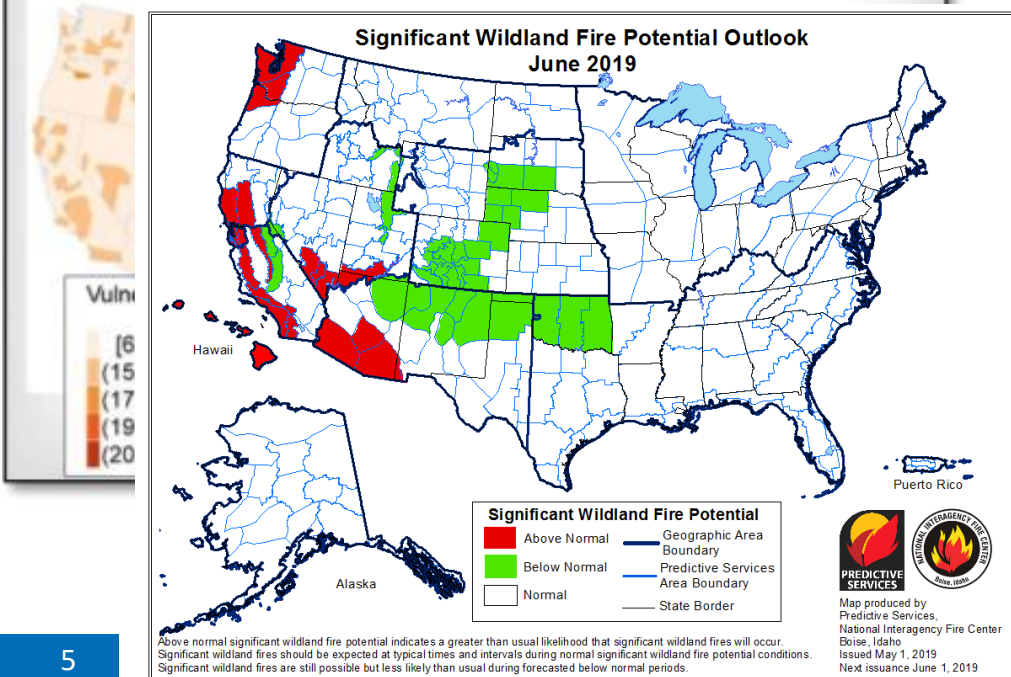 Significant Wildland Fire Potential Outlook
June 2019
Hawaii
Vuln
[6
(15
(17
(19
(20
Alaska
Puerto Rico
Significant Wildland Fire Potential
Above Normal
Below Normal
Normal
Geographic Area
Boundary
Predictive Services
Area Boundary
State Border
PREDICTIVE
SERVICES
NATIONAL INTERAGENCY FIRE CENTER
Boise, Idaho
Map produced by
Predictive Services,
National Interagency Fire Center
Boise, Idaho
Issued May 1, 2019
Next issuance June 1, 2019
Above normal significant wildland fire potential indicates a greater than usual likelihood that significant wildland fires will occur.
Significant wildland fires should be expected at typical times and intervals during normal significant wildland fire potential conditions.
Significant wildland fires are still possible but less likely than usual during forecasted below normal periods.
5